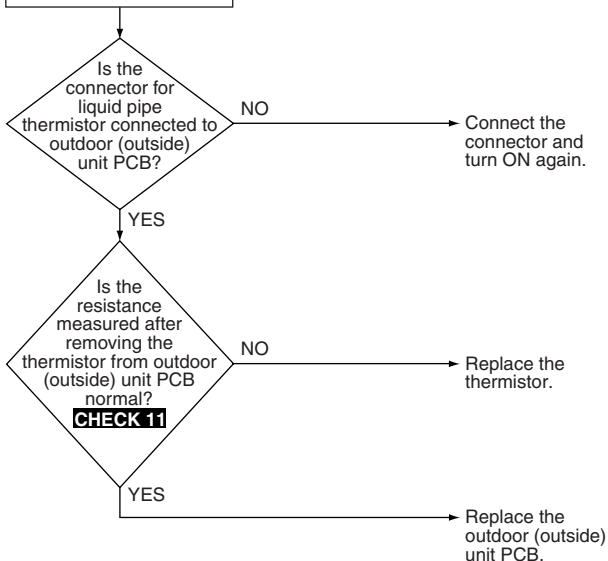 Is the
connector for
liquid pipe
thermistor connected to
outdoor (outside)
unit PCB?
NO
Connect the
connector and
turn ON again.
YES
Is the
resistance
measured after
removing the
thermistor from outdoor
(outside) unit PCB
normal?
CHECK 11
NO
Replace the
thermistor.
YES
Replace the
outdoor (outside)
unit PCB.